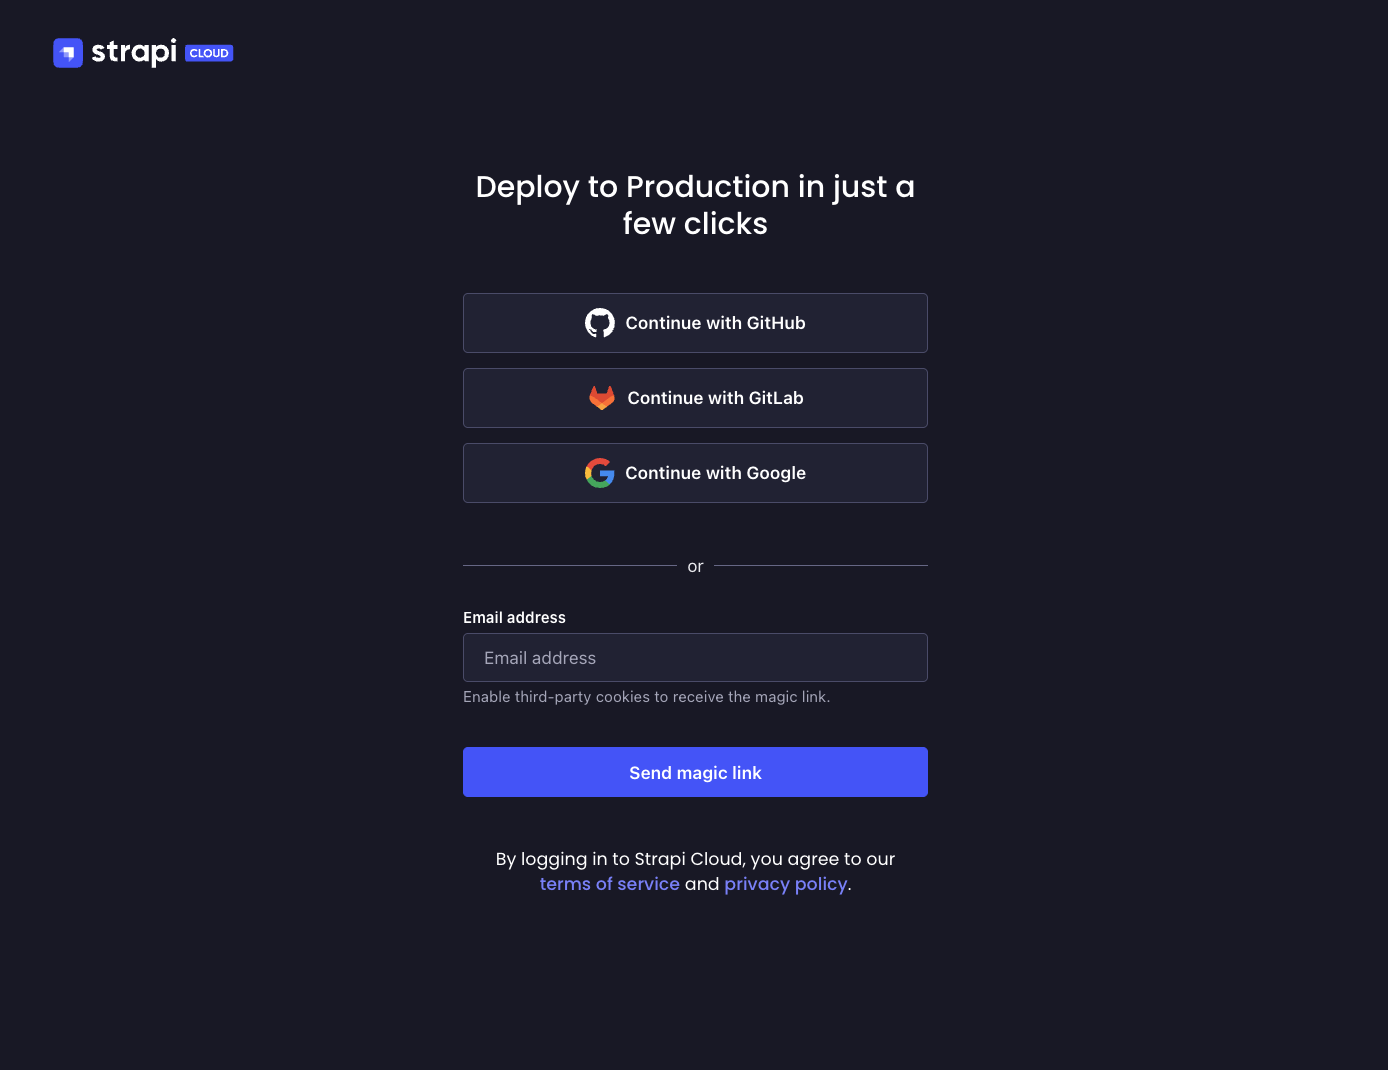 strapi CLOUD
Deploy to Production in just a
few clicks
Continue with GitHub
Continue with GitLab
Continue with Google
or
Email address
Email address
Enable third-party cookies to receive the magic link.
Send magic link
By logging in to Strapi Cloud, you agree to our
terms of service and privacy policy.